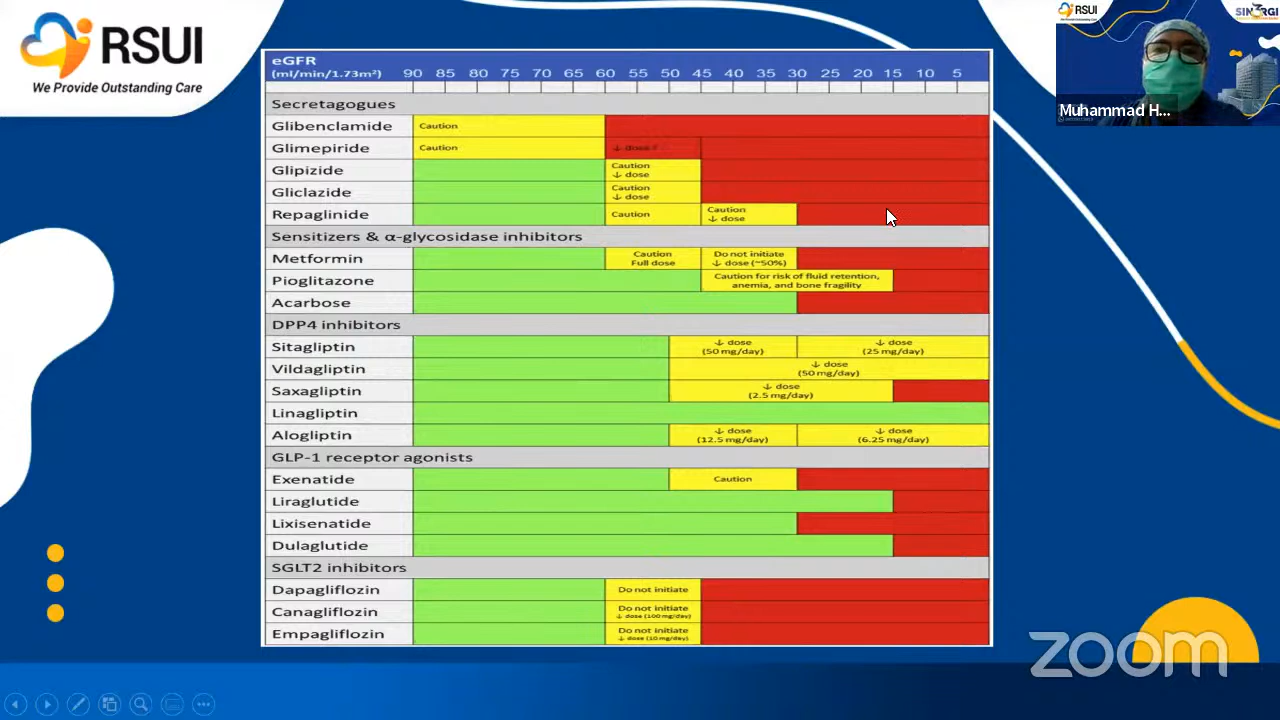 RSUI
We Provide Outstanding Care
eGFR
(ml/min/1.73m²) 90 85 80 75 70 65 60 55 50 45 40 35 30 25 20 15 10 5
Secretagogues
Glibenclamide Caution
Glimepiride Caution ↓ dose
Glipizide Caution
↓ dose
Gliclazide Caution
↓ dose
Repaglinide Caution Caution
↓ dose
Sensitizers & α-glycosidase inhibitors
Metformin Caution
Full dose Do not initiate
↓ dose (~50%)
Pioglitazone Caution for risk of fluid retention,
anemia, and bone fragility
Acarbose
DPP4 inhibitors
Sitagliptin ↓ dose
(50 mg/day) ↓ dose
(25 mg/day)
Vildagliptin ↓ dose
(50 mg/day)
Saxagliptin ↓ dose
(2.5 mg/day)
Linagliptin
Alogliptin ↓ dose
(12.5 mg/day) ↓ dose
(6.25 mg/day)
GLP-1 receptor agonists
Exenatide Caution
Liraglutide
Lixisenatide
Dulaglutide
SGLT2 inhibitors
Dapagliflozin Do not initiate
Canagliflozin Do not initiate
↓ dose (100 mg/day)
Empagliflozin Do not initiate
↓ dose (10 mg/day)
RSUI
SINERGI
Muhammad H...
zoom